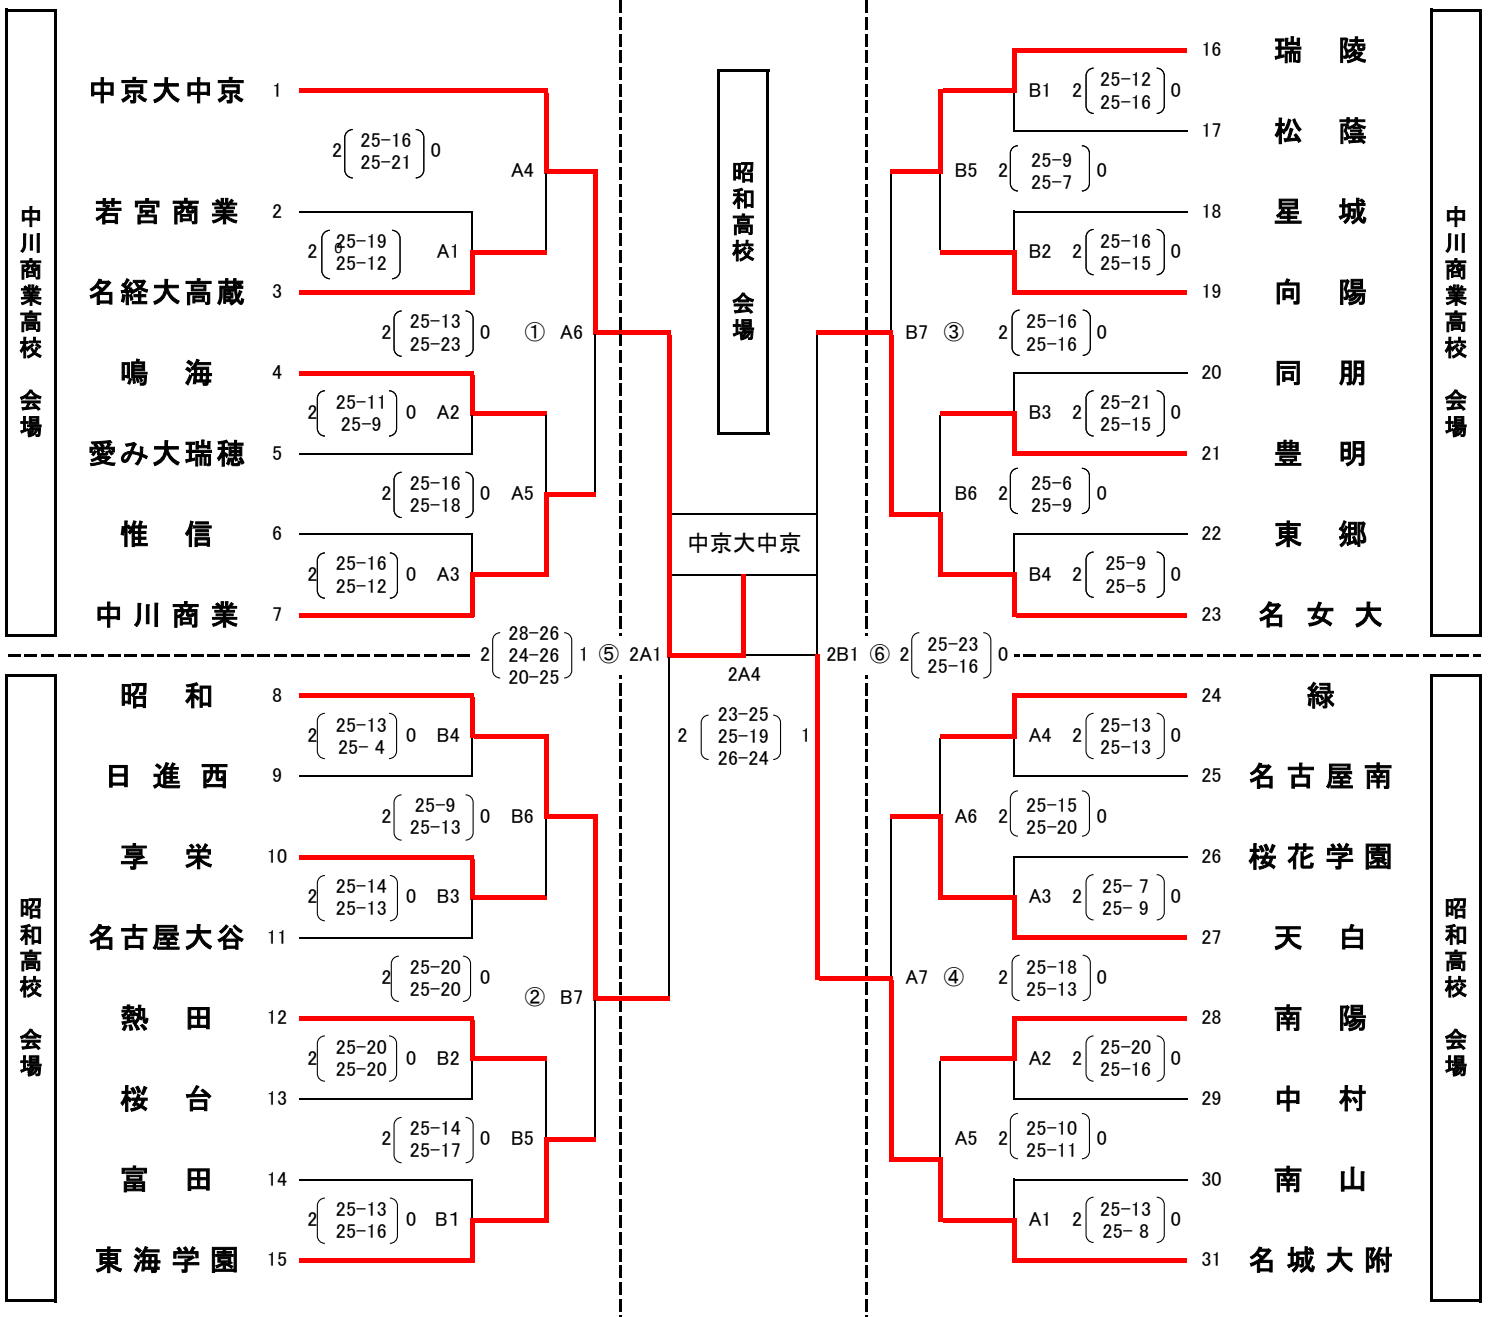 中川商業高校 会場
中京大中京 1
2 25-16 0
25-21
A4
若宮商業 2
2 25-19 0
25-12
A1
名経大高蔵 3
2 25-13 0
25-23
① A6
鳴海 4
2 25-11 0
25-9
A2
愛み大瑞穂 5
2 25-16 0
25-18
A5
惟信 6
2 25-16 0
25-12
A3
中川商業 7
昭和高校 会場
昭和 8
2 25-13 0
25- 4
B4
日進西 9
2 25-9 0
25-13
B6
享栄 10
2 25-14 0
25-13
B3
名古屋大谷 11
2 25-20 0
25-20
② B7
熱田 12
2 25-20 0
25-20
B2
桜台 13
2 25-14 0
25-17
B5
富田 14
2 25-13 0
25-16
B1
東海学園 15
昭和高校 会場
中京大中京
28-26
2 24-26 1 ⑤ 2A1
20-25
2A4
23-25
2 25-19 1
26-24
2B1 ⑥ 2 25-23 0
25-16
16 瑞陵
B1 2 25-12 0
25-16
17 松蔭
B5 2 25-9 0
25-7
18 星城
B2 2 25-16 0
25-15
19 向陽
B7 ③ 2 25-16 0
25-16
20 同朋
B3 2 25-21 0
25-15
21 豊明
B6 2 25-6 0
25-9
22 東郷
B4 2 25-9 0
25-5
23 名女大
中川商業高校 会場
24 緑
A4 2 25-13 0
25-13
25 名古屋南
A6 2 25-15 0
25-20
26 桜花学園
A3 2 25- 7 0
25- 9
27 天白
A7 ④ 2 25-18 0
25-13
28 南陽
A2 2 25-20 0
25-16
29 中村
A5 2 25-10 0
25-11
30 南山
A1 2 25-13 0
25- 8
31 名城大附
昭和高校 会場